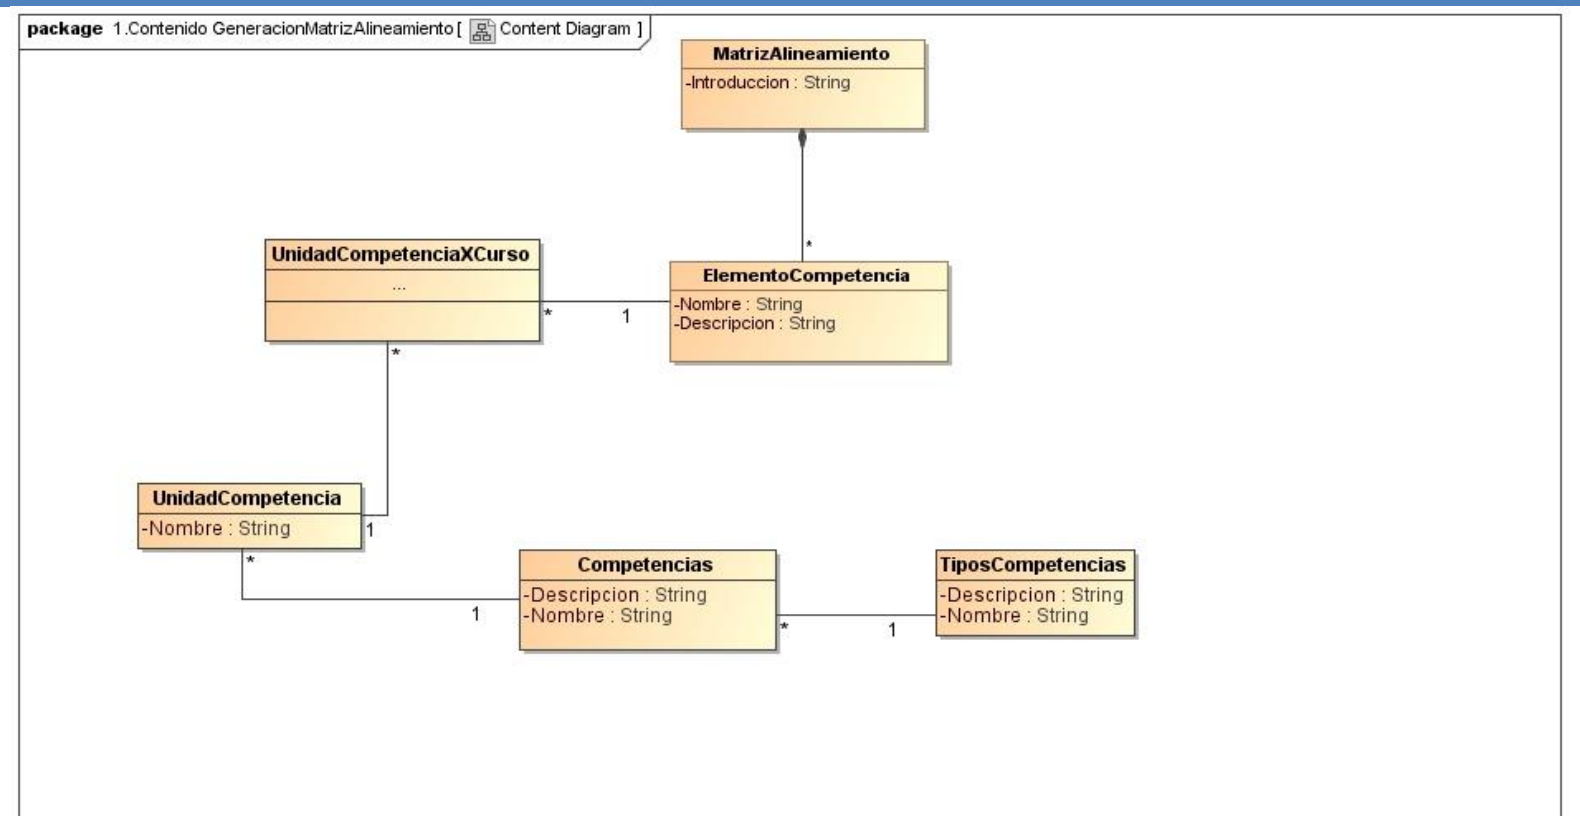 package 1.Contenido GeneracionMatrizAlineamiento [ Content Diagram ]
MatrizAlineamiento
-Introduccion : String
*
UnidadCompetenciaXCurso
...
*
1
*
ElementoCompetencia
-Nombre : String
-Descripcion : String
UnidadCompetencia
-Nombre : String
1
*
1
Competencias
-Descripcion : String
-Nombre : String
*
1
TiposCompetencias
-Descripcion : String
-Nombre : String